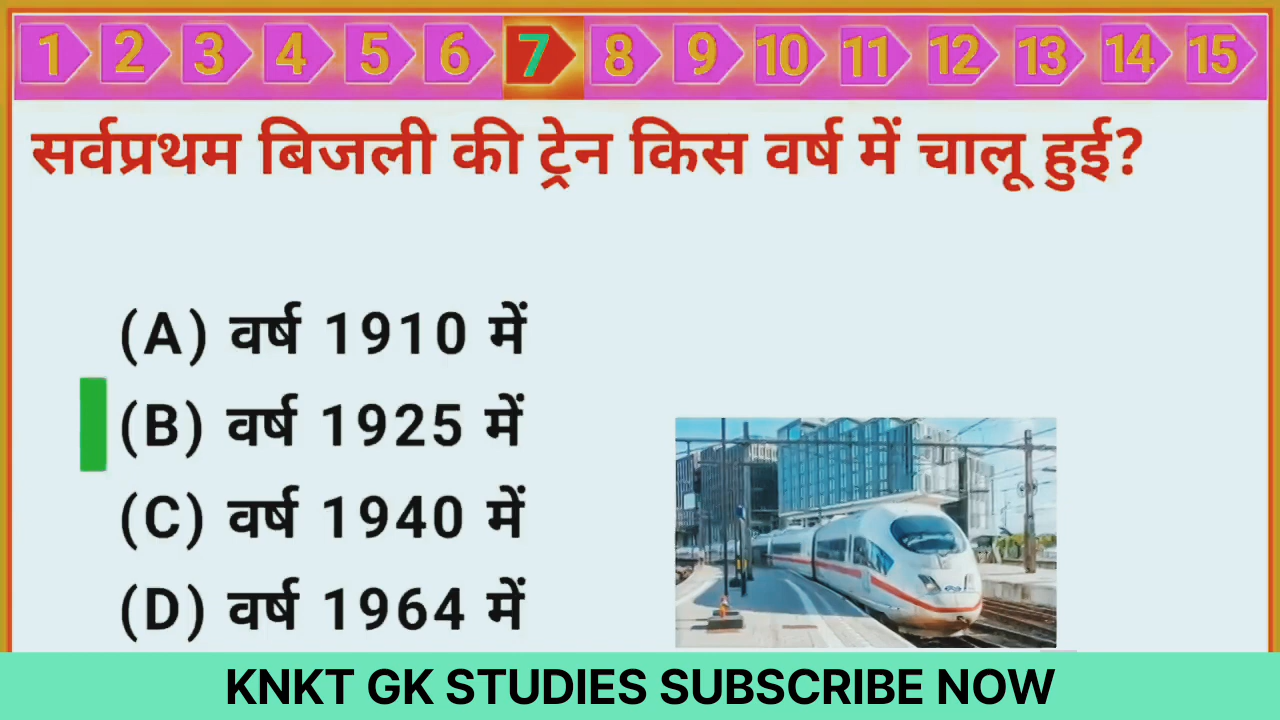 1 2 3 4 5 6 7 8 9 10 11 12 13 14 15
सर्वप्रथम बिजली की ट्रेन किस वर्ष में चालू हुई?
(A) वर्ष 1910 में
(B) वर्ष 1925 में
(C) वर्ष 1940 में
(D) वर्ष 1964 में
KNKT GK STUDIES SUBSCRIBE NOW